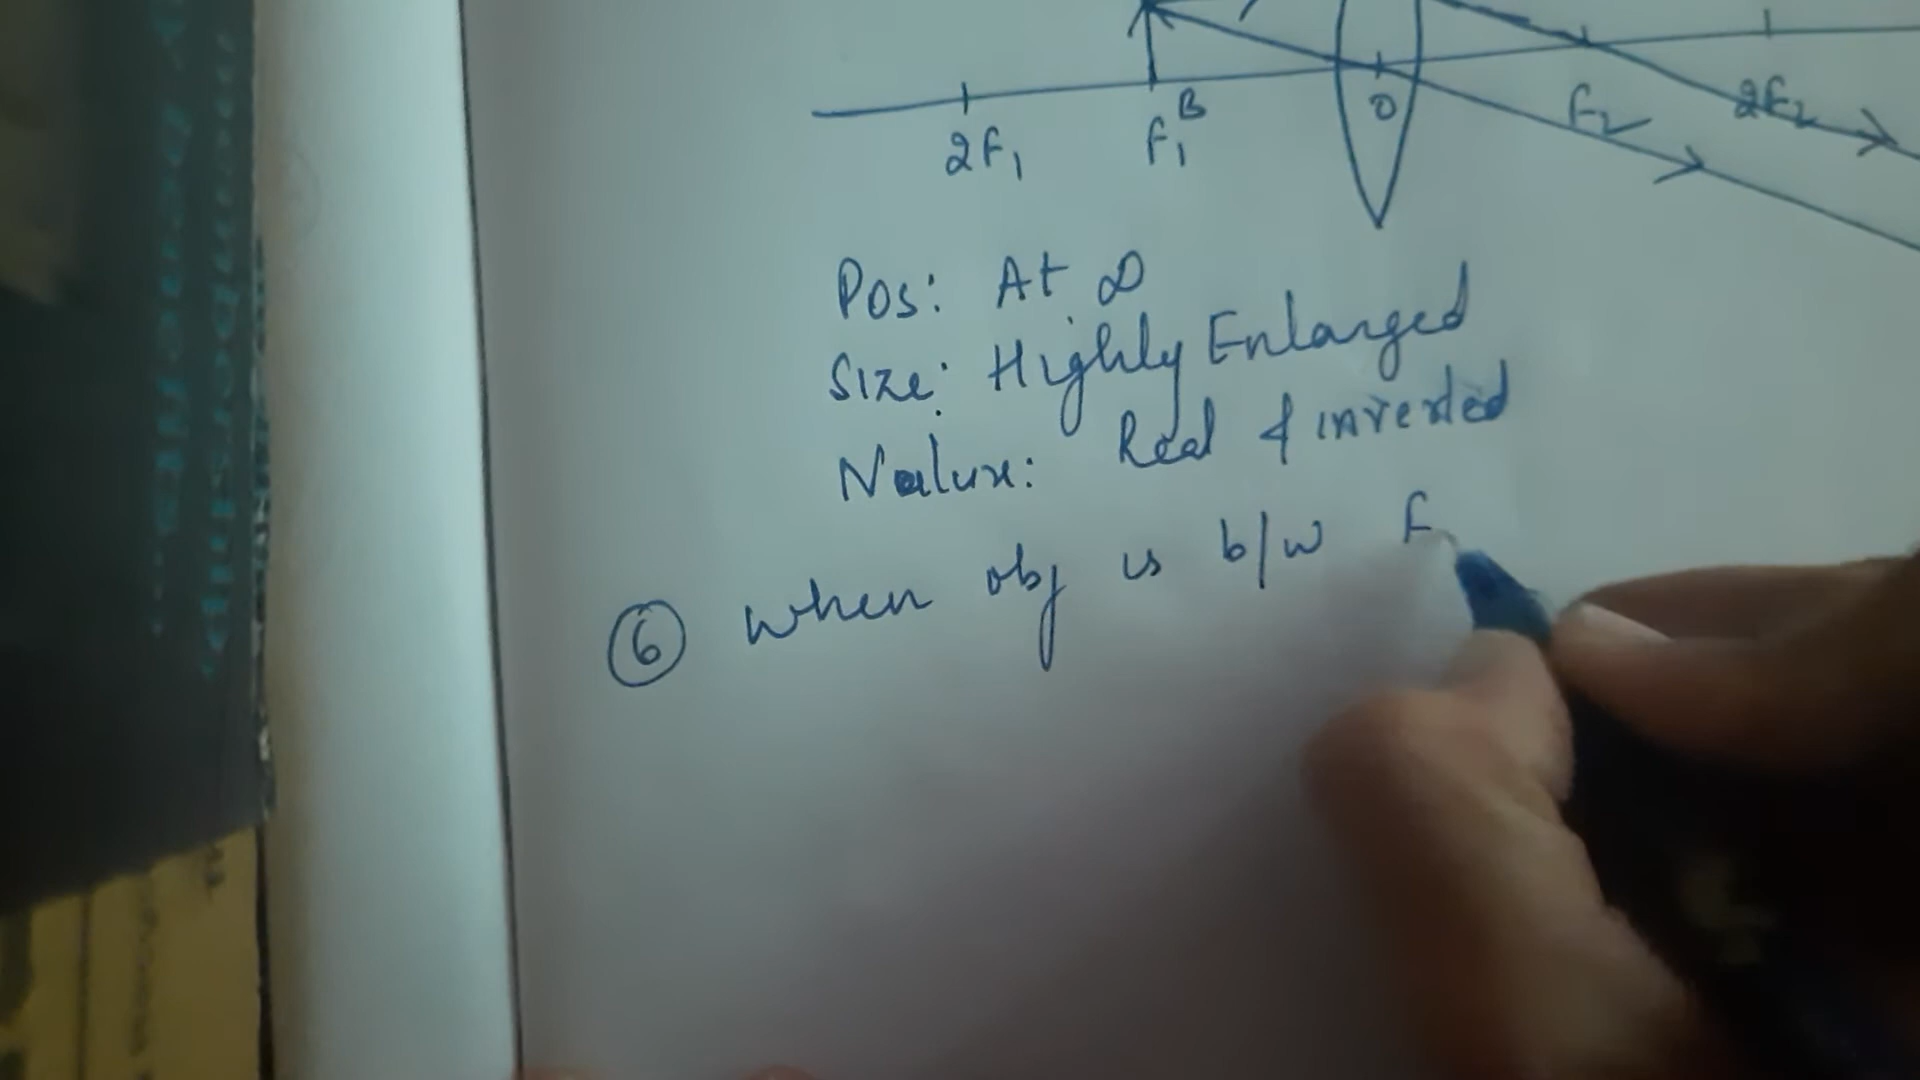 B O F₂ 2F₂
2F₁ F₁
Pos: At ∞
Size: Highly Enlarged
Nature: Real & inverted
⑥ When obj is b/w F